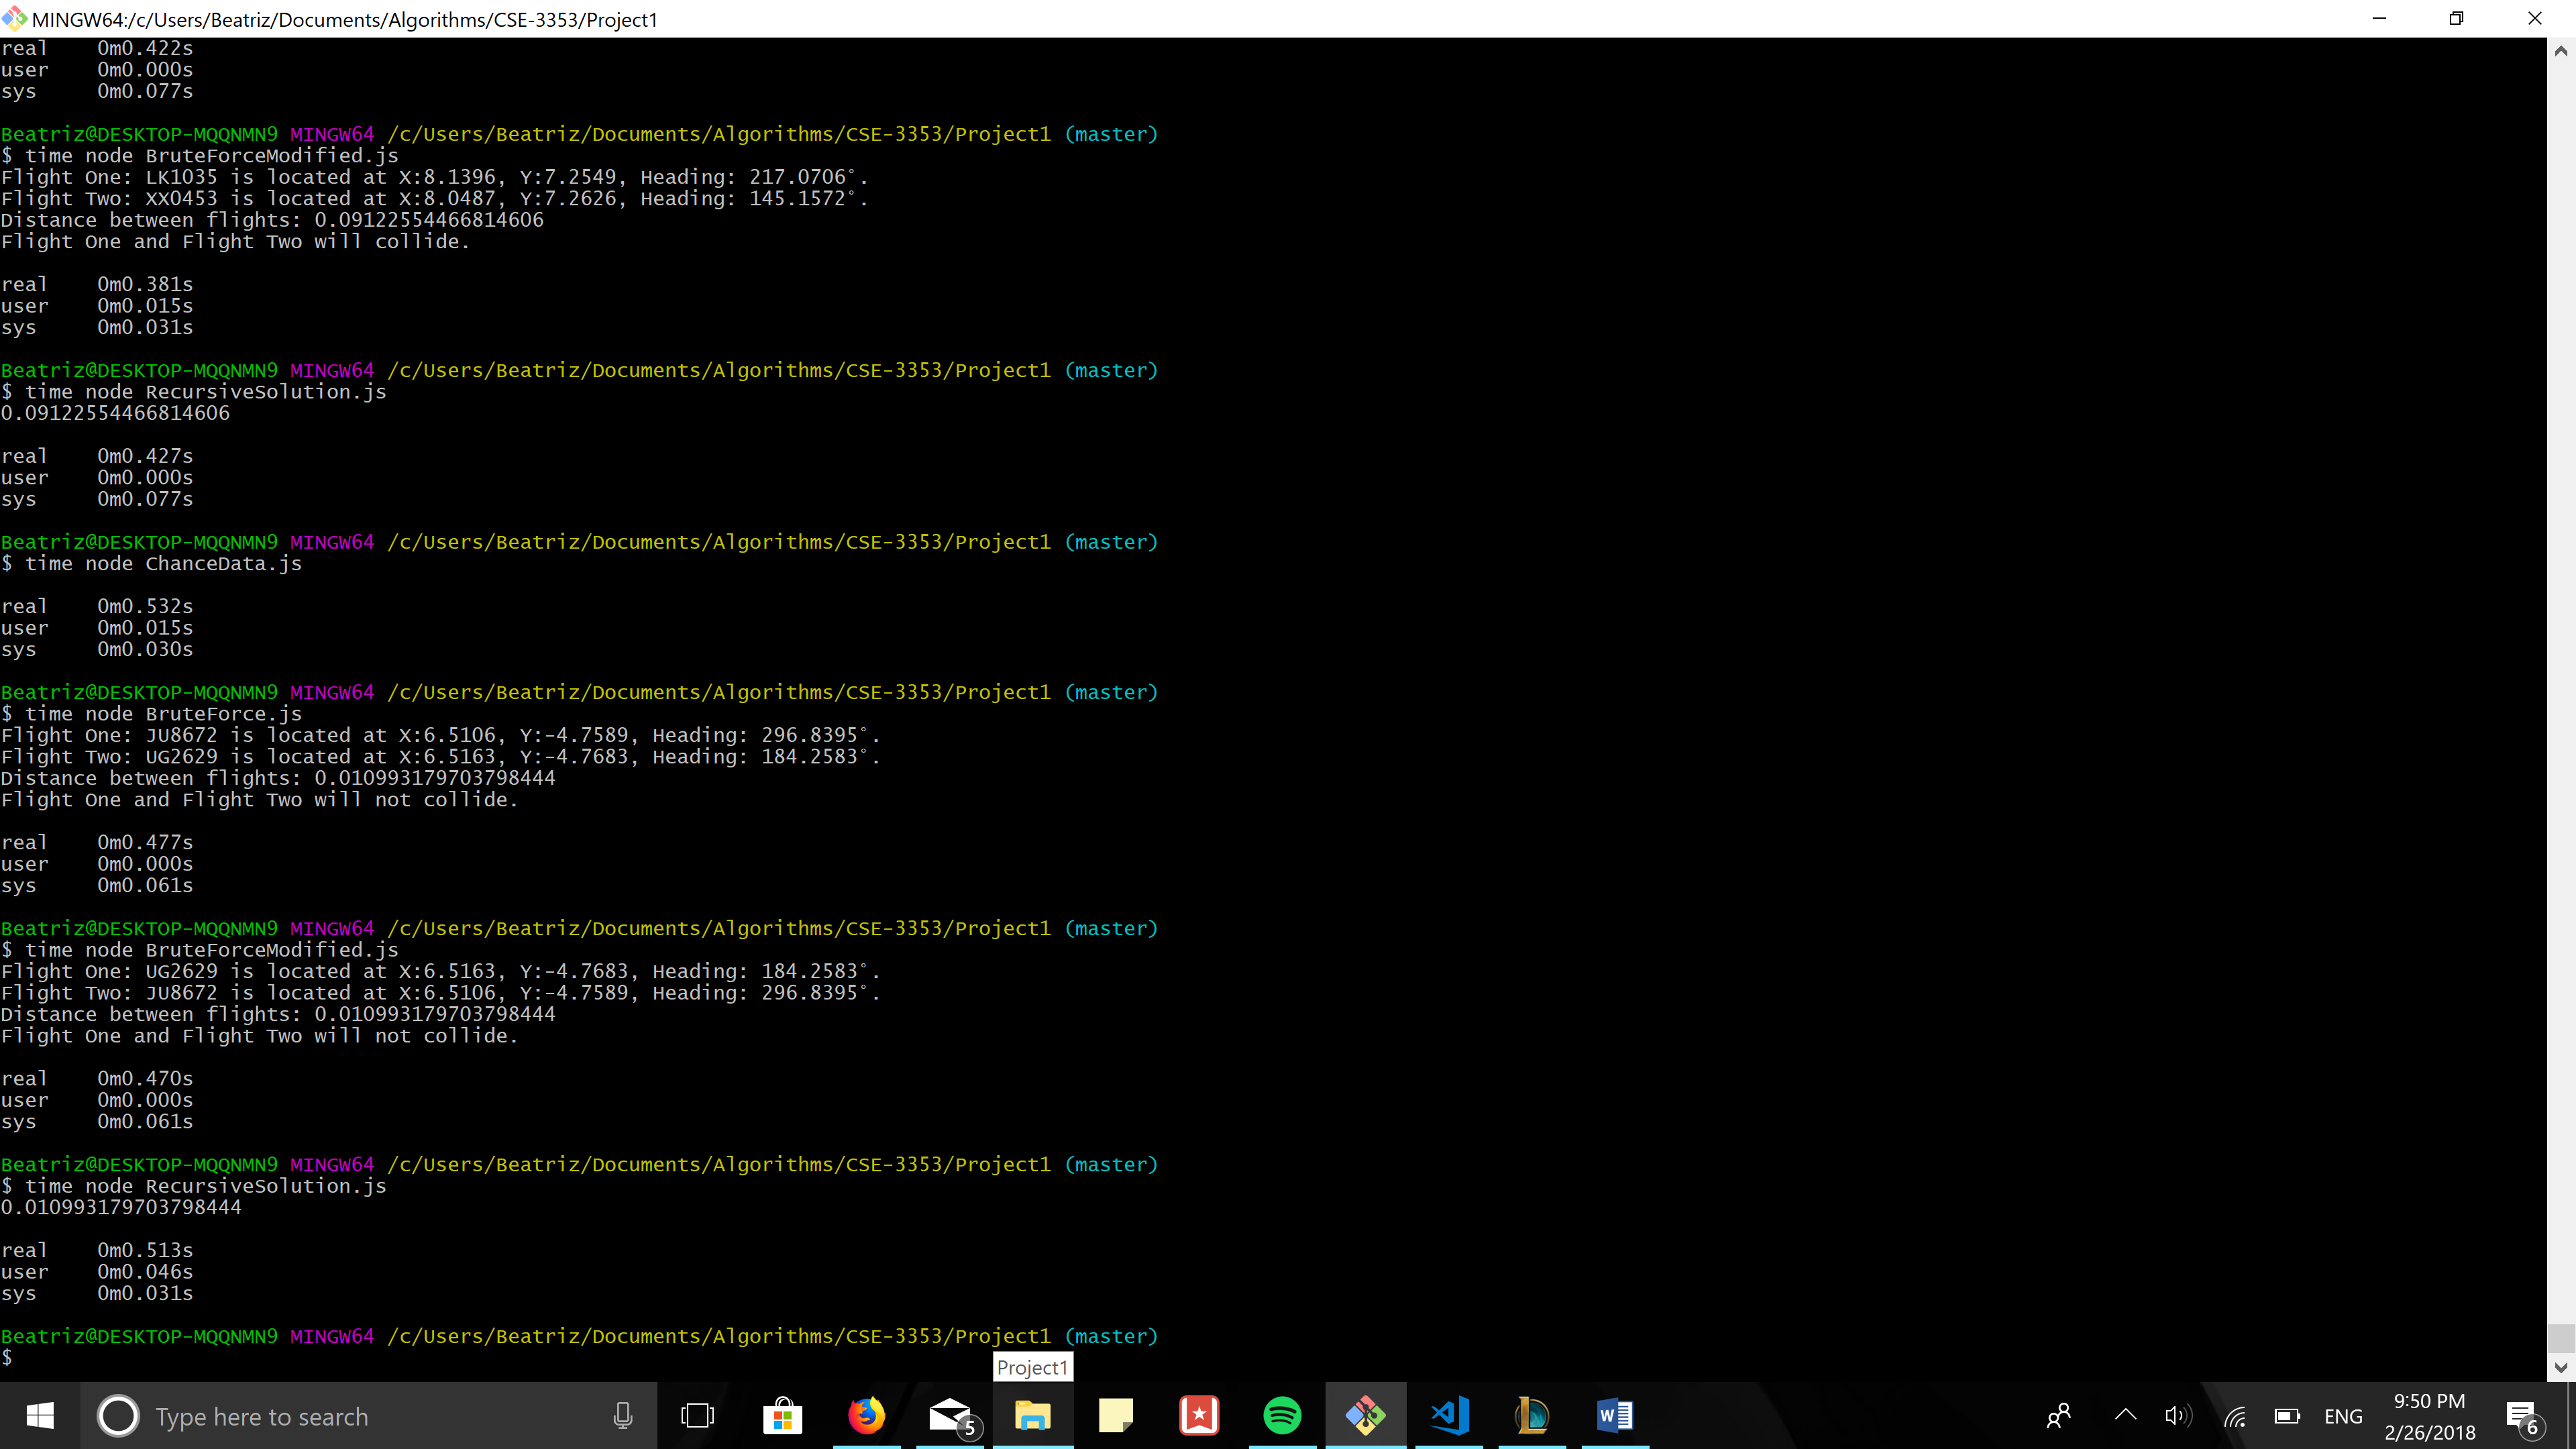 MINGW64:/c/Users/Beatriz/Documents/Algorithms/CSE-3353/Project1
real    0m0.422s
user    0m0.000s
sys     0m0.077s
Beatriz@DESKTOP-MQQNMN9 MINGW64 /c/Users/Beatriz/Documents/Algorithms/CSE-3353/Project1 (master)
$ time node BruteForceModified.js
Flight One: LK1035 is located at X:8.1396, Y:7.2549, Heading: 217.0706°.
Flight Two: XX0453 is located at X:8.0487, Y:7.2626, Heading: 145.1572°.
Distance between flights: 0.09122554466814606
Flight One and Flight Two will collide.
real    0m0.381s
user    0m0.015s
sys     0m0.031s
Beatriz@DESKTOP-MQQNMN9 MINGW64 /c/Users/Beatriz/Documents/Algorithms/CSE-3353/Project1 (master)
$ time node RecursiveSolution.js
0.09122554466814606
real    0m0.427s
user    0m0.000s
sys     0m0.077s
Beatriz@DESKTOP-MQQNMN9 MINGW64 /c/Users/Beatriz/Documents/Algorithms/CSE-3353/Project1 (master)
$ time node ChanceData.js
real    0m0.532s
user    0m0.015s
sys     0m0.030s
Beatriz@DESKTOP-MQQNMN9 MINGW64 /c/Users/Beatriz/Documents/Algorithms/CSE-3353/Project1 (master)
$ time node BruteForce.js
Flight One: JU8672 is located at X:6.5106, Y:-4.7589, Heading: 296.8395°.
Flight Two: UG2629 is located at X:6.5163, Y:-4.7683, Heading: 184.2583°.
Distance between flights: 0.010993179703798444
Flight One and Flight Two will not collide.
real    0m0.477s
user    0m0.000s
sys     0m0.061s
Beatriz@DESKTOP-MQQNMN9 MINGW64 /c/Users/Beatriz/Documents/Algorithms/CSE-3353/Project1 (master)
$ time node BruteForceModified.js
Flight One: UG2629 is located at X:6.5163, Y:-4.7683, Heading: 184.2583°.
Flight Two: JU8672 is located at X:6.5106, Y:-4.7589, Heading: 296.8395°.
Distance between flights: 0.010993179703798444
Flight One and Flight Two will not collide.
real    0m0.470s
user    0m0.000s
sys     0m0.061s
Beatriz@DESKTOP-MQQNMN9 MINGW64 /c/Users/Beatriz/Documents/Algorithms/CSE-3353/Project1 (master)
$ time node RecursiveSolution.js
0.010993179703798444
real    0m0.513s
user    0m0.046s
sys     0m0.031s
Beatriz@DESKTOP-MQQNMN9 MINGW64 /c/Users/Beatriz/Documents/Algorithms/CSE-3353/Project1 (master)
$
Project1
Type here to search
5
W
ENG
9:50 PM
2/26/2018
6